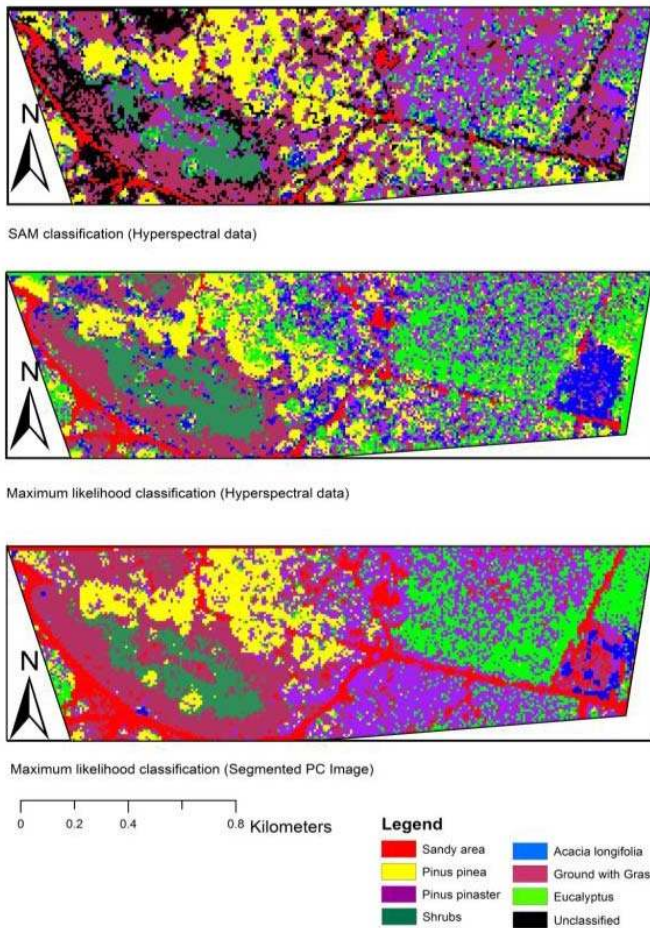 N
SAM classification (Hyperspectral data)
N
Maximum likelihood classification (Hyperspectral data)
N
Maximum likelihood classification (Segmented PC Image)
0 0.2 0.4 0.8 Kilometers
Legend
Sandy area
Pinus pinea
Pinus pinaster
Shrubs
Acacia longifolia
Ground with Gras
Eucalyptus
Unclassified